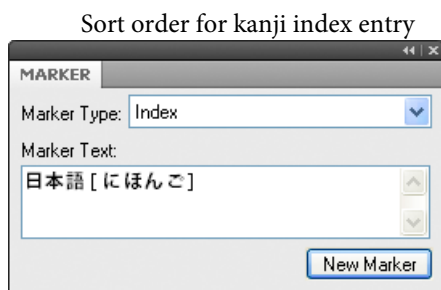 Sort order for kanji index entry
MARKER
Marker Type: Index
Marker Text:
日本語 [ にほんご ]
New Marker